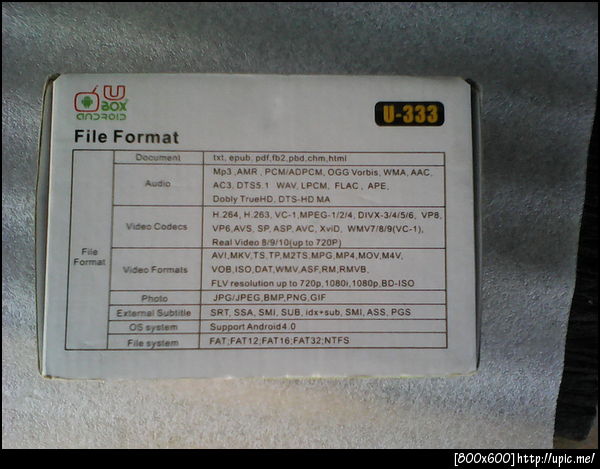 U
BOX
ANDROID
U-333
File Format
File Format
Document txt, epub, pdf,fb2,pbd,chm,html
Audio Mp3 ,AMR , PCM/ADPCM, OGG Vorbis, WMA, AAC,
AC3, DTS5.1 WAV, LPCM, FLAC , APE,
Dobly TrueHD, DTS-HD MA
Video Codecs H.264, H.263, VC-1,MPEG-1/2/4, DIVX-3/4/5/6, VP8,
VP6,AVS, SP, ASP, AVC, XviD, WMV7/8/9(VC-1),
Real Video 8/9/10(up to 720P)
Video Formats AVI,MKV,TS,TP,M2TS,MPG,MP4,MOV,M4V,
VOB,ISO,DAT,WMV,ASF,RM,RMVB,
FLV resolution up to 720p,1080i,1080p,BD-ISO
Photo JPG/JPEG,BMP,PNG,GIF
External Subtitle SRT, SSA, SMI, SUB, idx+sub, SMI, ASS, PGS
OS system Support Android4.0
File system FAT;FAT12;FAT16;FAT32;NTFS
[800x600]http://upic.me/